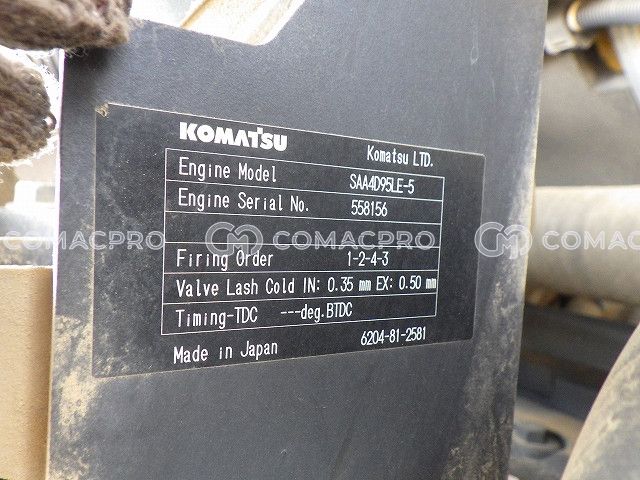 KOMATSU
Komatsu LTD.
Engine Model SAA4D95LE-5
Engine Serial No. 558156
COMACPRO COMACPRO COMACPRO
Firing Order 1-2-4-3
Valve Lash Cold IN: 0.35 mm EX: 0.50 mm
Timing-TDC ---deg.BTDC
Made in Japan 6204-81-2581